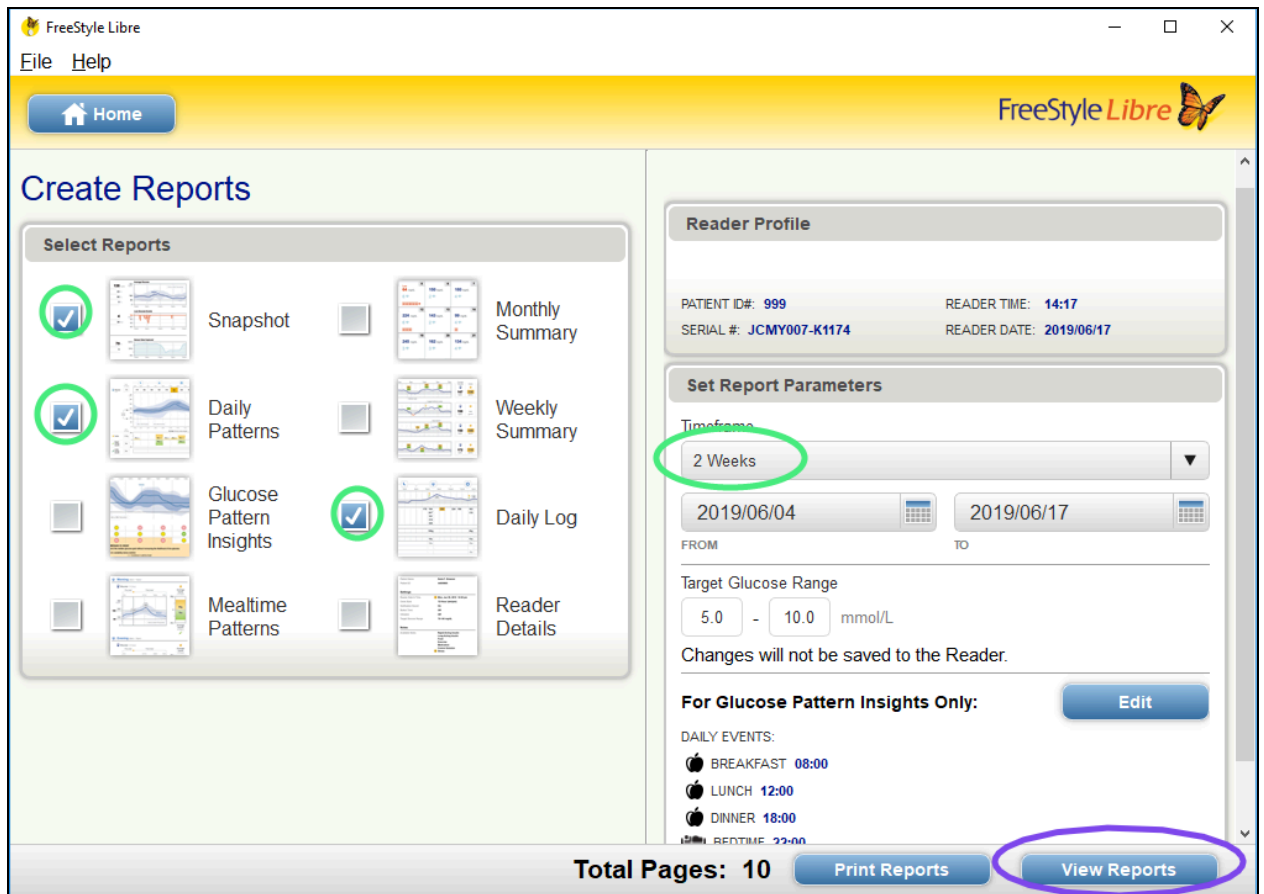 FreeStyle Libre
File Help
Home
FreeStyle Libre
Create Reports
Select Reports
Snapshot
Monthly
Summary
Daily
Patterns
Weekly
Summary
Glucose
Pattern
Insights
Daily Log
Mealtime
Patterns
Reader
Details
Reader Profile
PATIENT ID#: 999 READER TIME: 14:17
SERIAL #: JCMY007-K1174 READER DATE: 2019/06/17
Set Report Parameters
Timeframe
2 Weeks
2019/06/04 2019/06/17
FROM TO
Target Glucose Range
5.0 - 10.0 mmol/L
Changes will not be saved to the Reader.
For Glucose Pattern Insights Only: Edit
DAILY EVENTS:
BREAKFAST 08:00
LUNCH 12:00
DINNER 18:00
BEDTIME 22:00
Total Pages: 10 Print Reports View Reports